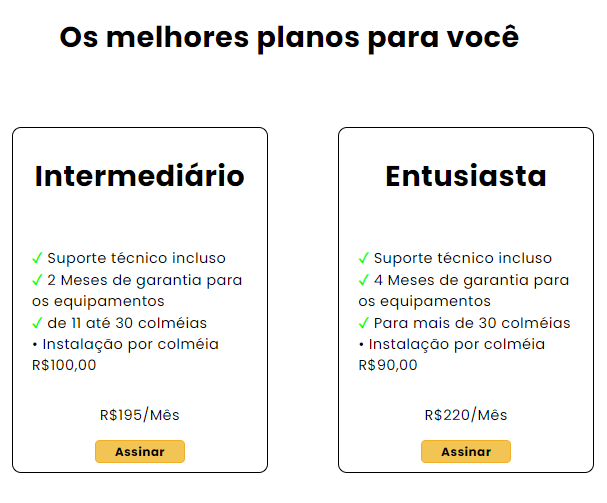 Os melhores planos para você
Intermediário
✓ Suporte técnico incluso
✓ 2 Meses de garantia para
os equipamentos
✓ de 11 até 30 colméias
• Instalação por colméia
R$100,00
R$195/Mês
Assinar
Entusiasta
✓ Suporte técnico incluso
✓ 4 Meses de garantia para
os equipamentos
✓ Para mais de 30 colméias
• Instalação por colméia
R$90,00
R$220/Mês
Assinar